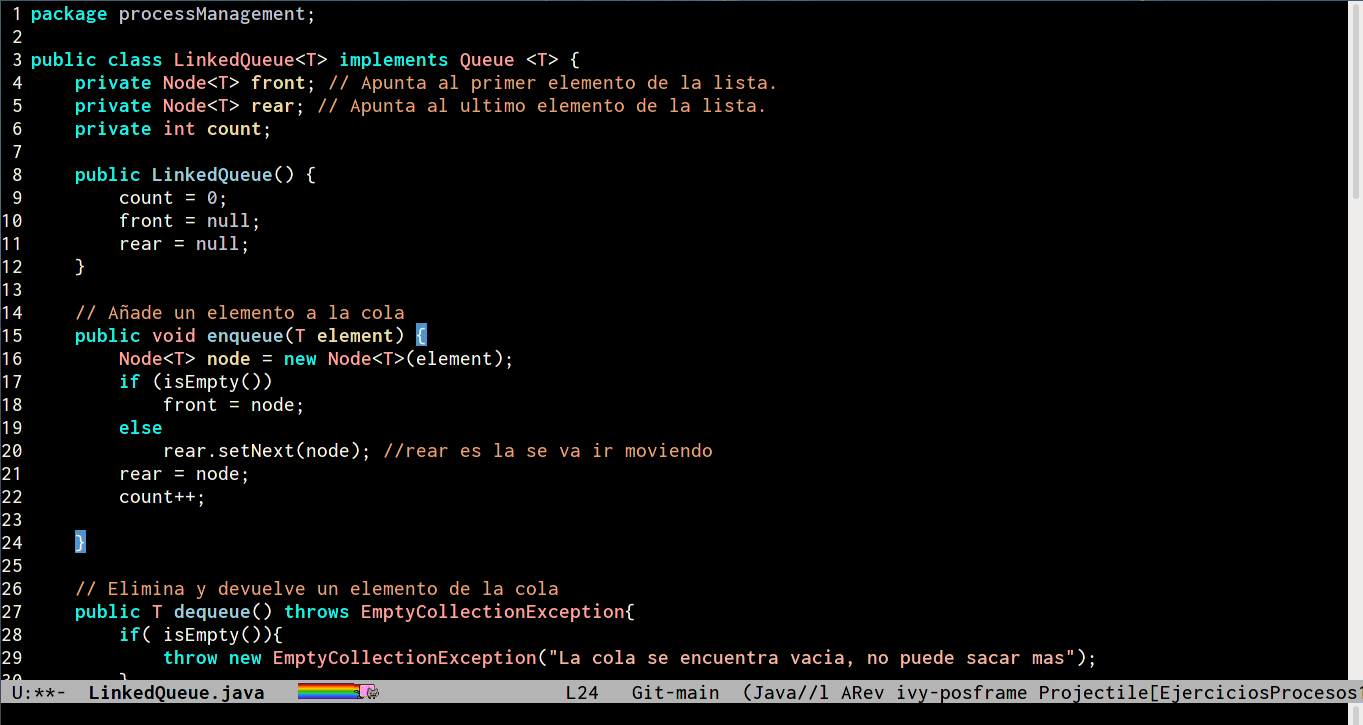 1 package processManagement;
2
3 public class LinkedQueue<T> implements Queue <T> {
4     private Node<T> front; // Apunta al primer elemento de la lista.
5     private Node<T> rear; // Apunta al ultimo elemento de la lista.
6     private int count;
7
8     public LinkedQueue() {
9         count = 0;
10         front = null;
11         rear = null;
12     }
13
14     // Añade un elemento a la cola
15     public void enqueue(T element) {
16         Node<T> node = new Node<T>(element);
17         if (isEmpty())
18             front = node;
19         else
20             rear.setNext(node); //rear es la se va ir moviendo
21         rear = node;
22         count++;
23
24     }
25
26     // Elimina y devuelve un elemento de la cola
27     public T dequeue() throws EmptyCollectionException{
28         if( isEmpty()){
29             throw new EmptyCollectionException("La cola se encuentra vacia, no puede sacar mas");
30         }
U:**-  LinkedQueue.java  L24  Git-main  (Java//l ARev ivy-posframe Projectile[EjerciciosProcesos1